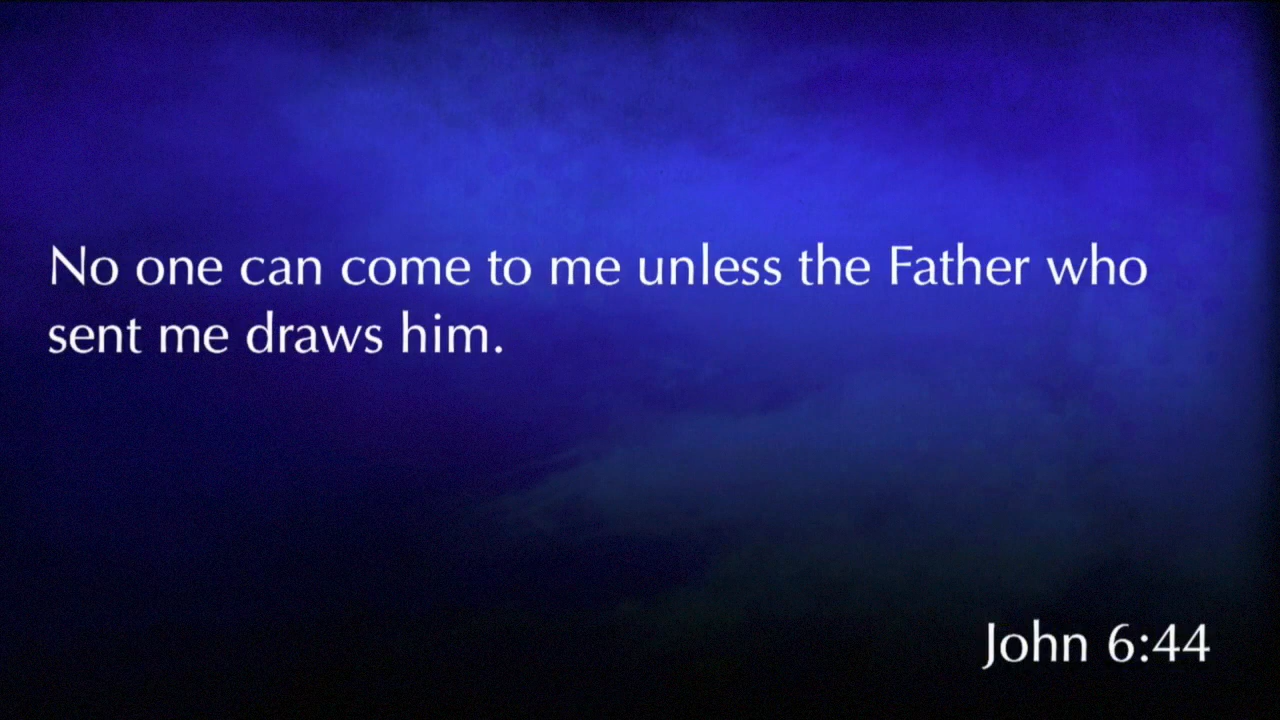 No one can come to me unless the Father who
sent me draws him.
John 6:44